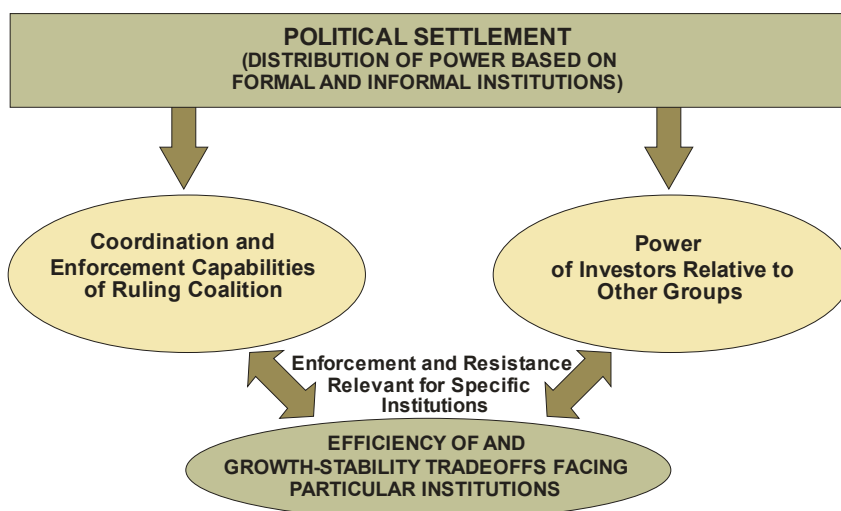 POLITICAL SETTLEMENT
(DISTRIBUTION OF POWER BASED ON
FORMAL AND INFORMAL INSTITUTIONS)
Coordination and
Enforcement Capabilities
of Ruling Coalition
Power
of Investors Relative to
Other Groups
Enforcement and Resistance
Relevant for Specific
Institutions
EFFICIENCY OF AND
GROWTH-STABILITY TRADEOFFS FACING
PARTICULAR INSTITUTIONS